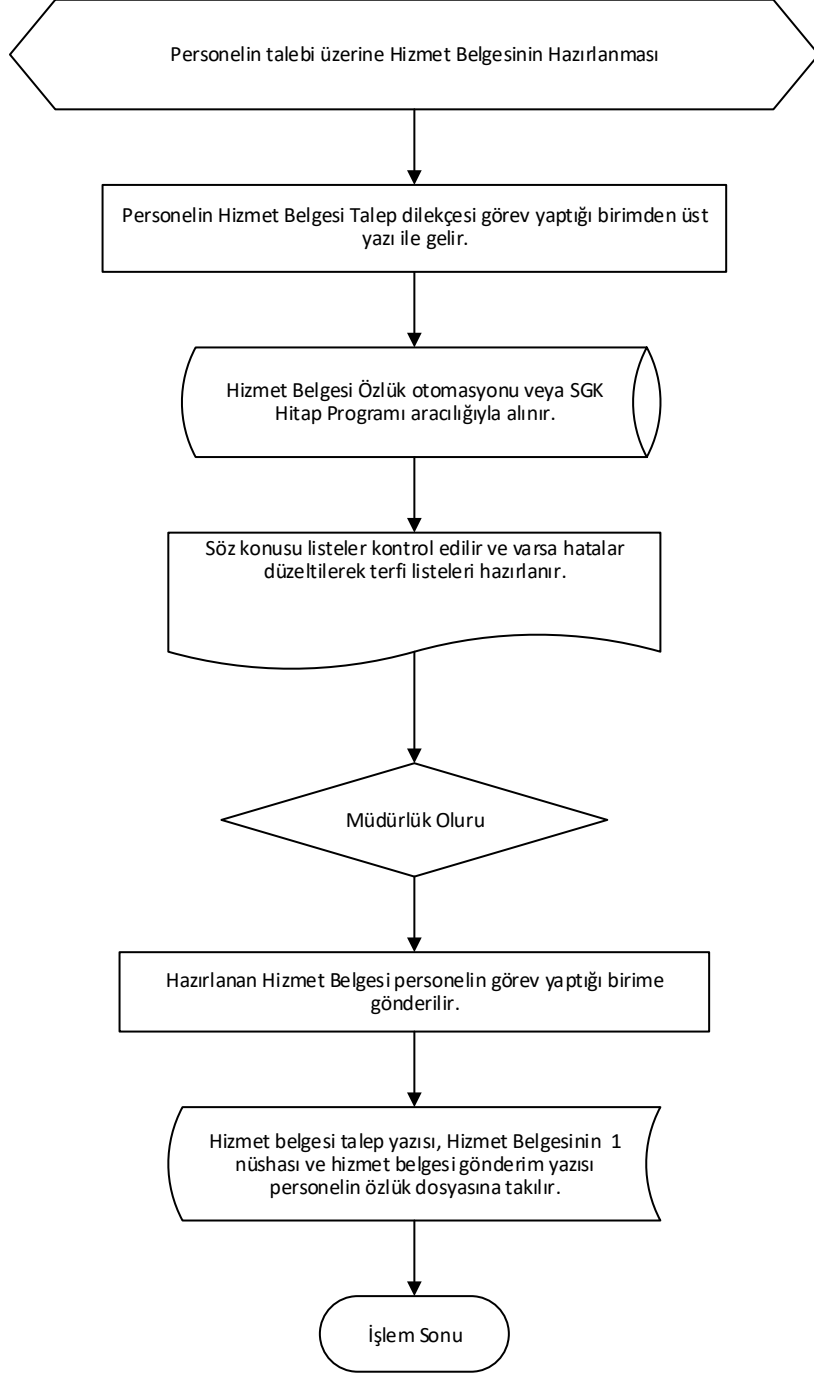 Personelin talebi üzerine Hizmet Belgesinin Hazırlanması
Personelin Hizmet Belgesi Talep dilekçesi görev yaptığı birimden üst
yazı ile gelir.
Hizmet Belgesi Özlük otomasyonu veya SGK
Hitap Programı aracılığıyla alınır.
Söz konusu listeler kontrol edilir ve varsa hatalar
düzeltilerek terfi listeleri hazırlanır.
Müdürlük Oluru
Hazırlanan Hizmet Belgesi personelin görev yaptığı birime
gönderilir.
Hizmet belgesi talep yazısı, Hizmet Belgesinin 1
nüshası ve hizmet belgesi gönderim yazısı
personelin özlük dosyasına takılır.
İşlem Sonu